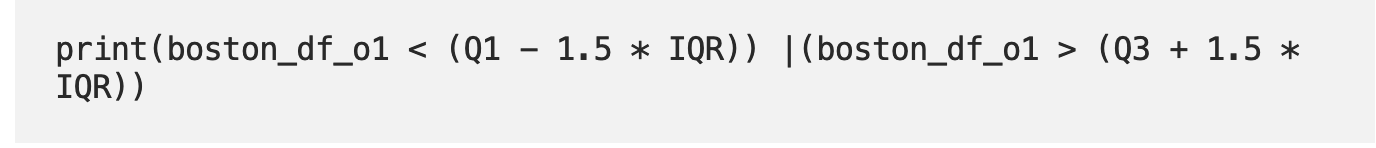 print(boston_df_o1 < (Q1 - 1.5 * IQR)) |(boston_df_o1 > (Q3 + 1.5 *
IQR))